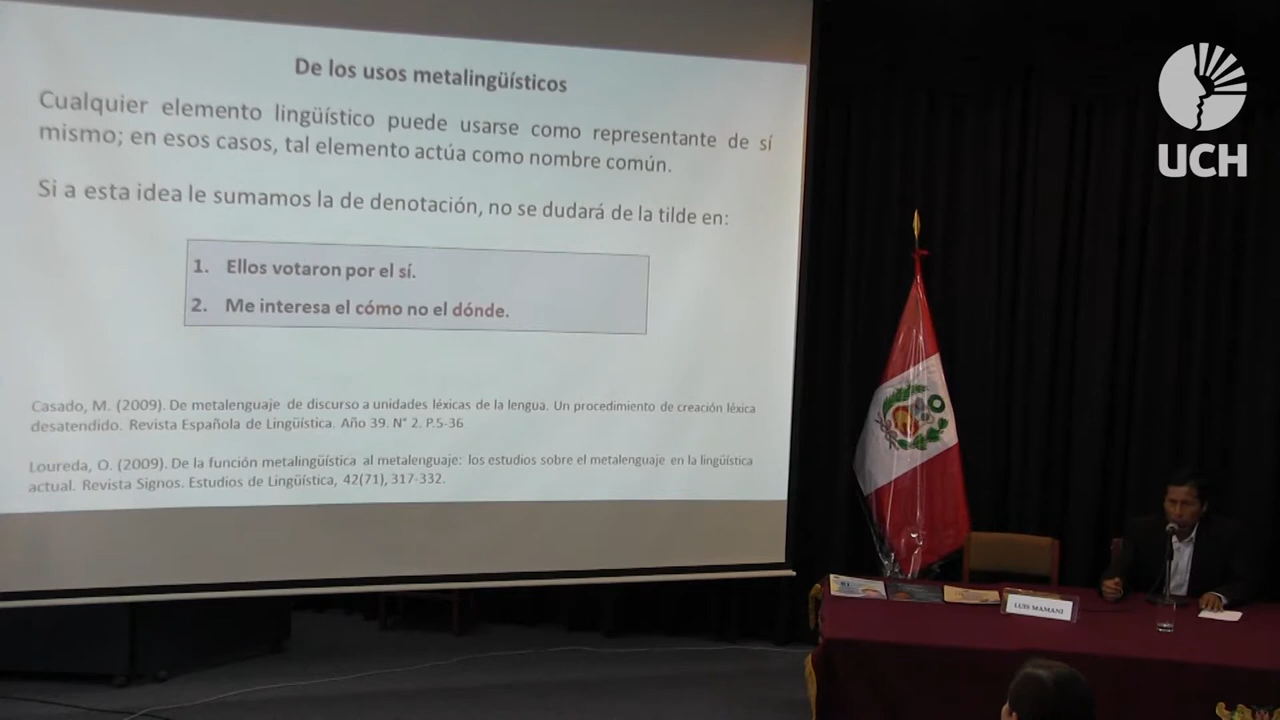 De los usos metalingüísticos
Cualquier elemento lingüístico puede usarse como representante de sí
mismo; en esos casos, tal elemento actúa como nombre común.
Si a esta idea le sumamos la de denotación, no se dudará de la tilde en:
1. Ellos votaron por el sí.
2. Me interesa el cómo no el dónde.
Casado, M. (2009). De metalenguaje de discurso a unidades léxicas de la lengua. Un procedimiento de creación léxica
desatendido. Revista Española de Lingüística. Año 39. N° 2. P.5-36
Loureda, O. (2009). De la función metalingüística al metalenguaje: los estudios sobre el metalenguaje en la lingüística
actual. Revista Signos. Estudios de Lingüística, 42(71), 317-332.
UCH
LUIS MAMANI